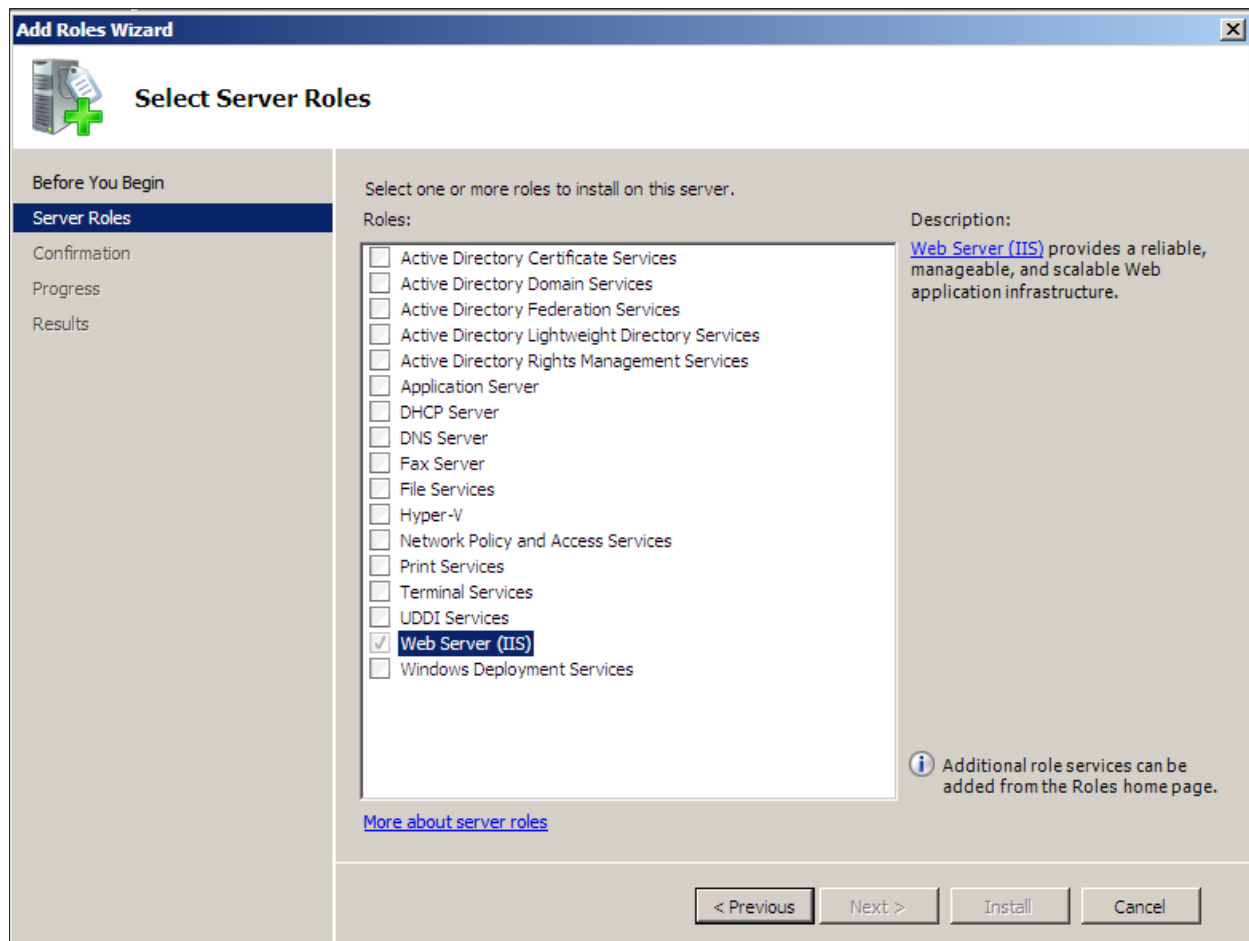 Add Roles Wizard
Select Server Roles
Before You Begin
Server Roles
Confirmation
Progress
Results
Select one or more roles to install on this server.
Roles:
Active Directory Certificate Services
Active Directory Domain Services
Active Directory Federation Services
Active Directory Lightweight Directory Services
Active Directory Rights Management Services
Application Server
DHCP Server
DNS Server
Fax Server
File Services
Hyper-V
Network Policy and Access Services
Print Services
Terminal Services
UDDI Services
Web Server (IIS)
Windows Deployment Services
More about server roles
Description:
Web Server (IIS) provides a reliable,
manageable, and scalable Web
application infrastructure.
Additional role services can be
added from the Roles home page.
< Previous
Next >
Install
Cancel